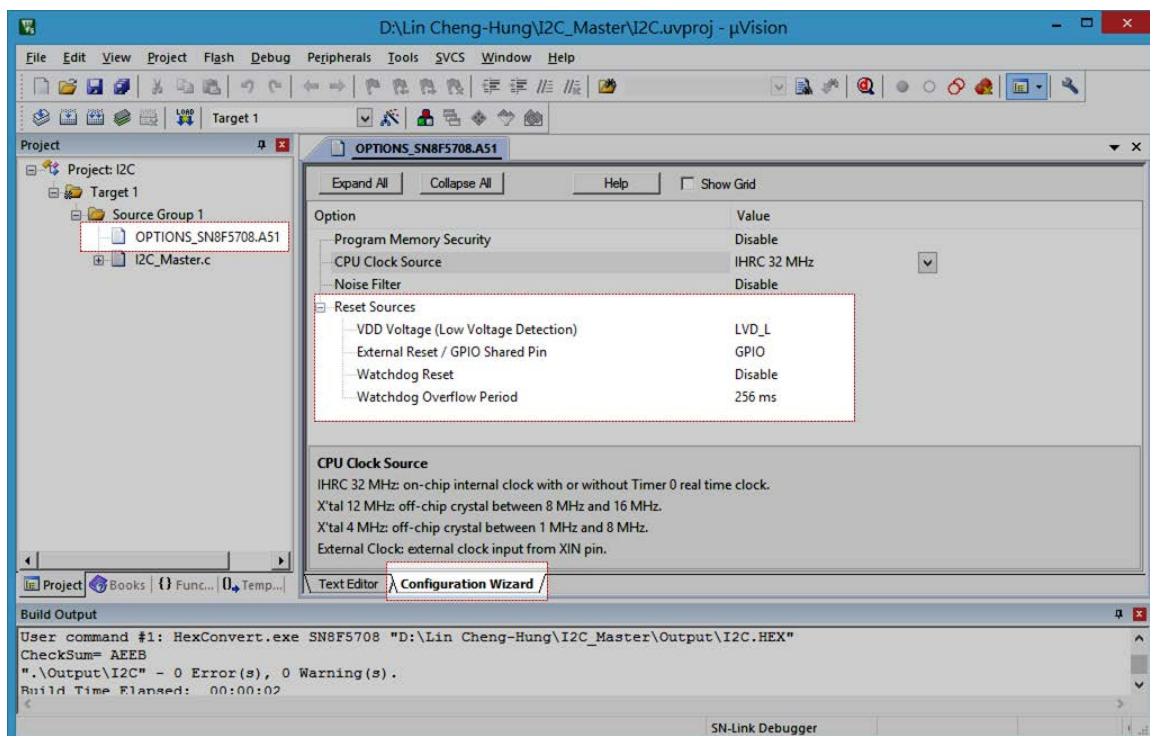 D:\Lin Cheng-Hung\I2C_Master\I2C.uvproj - µVision
File Edit View Project Flash Debug Peripherals Tools SVCS Window Help
LOAD Target 1
Project
OPTIONS_SN8F5708.A51
Project: I2C
Target 1
Source Group 1
OPTIONS_SN8F5708.A51
I2C_Master.c
Expand All Collapse All Help Show Grid
Option Value
Program Memory Security Disable
CPU Clock Source IHRC 32 MHz
Noise Filter Disable
Reset Sources
VDD Voltage (Low Voltage Detection) LVD_L
External Reset / GPIO Shared Pin GPIO
Watchdog Reset Disable
Watchdog Overflow Period 256 ms
CPU Clock Source
IHRC 32 MHz: on-chip internal clock with or without Timer 0 real time clock.
X'tal 12 MHz: off-chip crystal between 8 MHz and 16 MHz.
X'tal 4 MHz: off-chip crystal between 1 MHz and 8 MHz.
External Clock: external clock input from XIN pin.
Project Books {} Func... Temp...
Text Editor Configuration Wizard
Build Output
User command #1: HexConvert.exe SN8F5708 "D:\Lin Cheng-Hung\I2C_Master\Output\I2C.HEX"
CheckSum= AEEB
".\Output\I2C" - 0 Error(s), 0 Warning(s).
Build Time Elapsed: 00:00:02
SN-Link Debugger